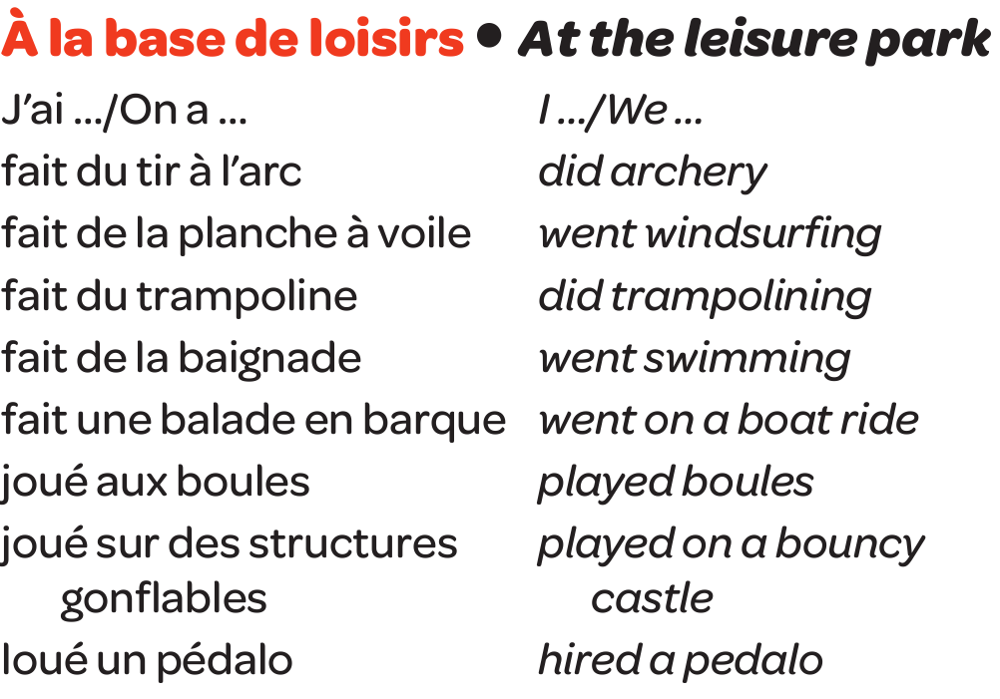 À la base de loisirs • At the leisure park
J'ai .../On a ... I .../We ...
fait du tir à l'arc did archery
fait de la planche à voile went windsurfing
fait du trampoline did trampolining
fait de la baignade went swimming
fait une balade en barque went on a boat ride
joué aux boules played boules
joué sur des structures played on a bouncy
gonflables castle
loué un pédalo hired a pedalo